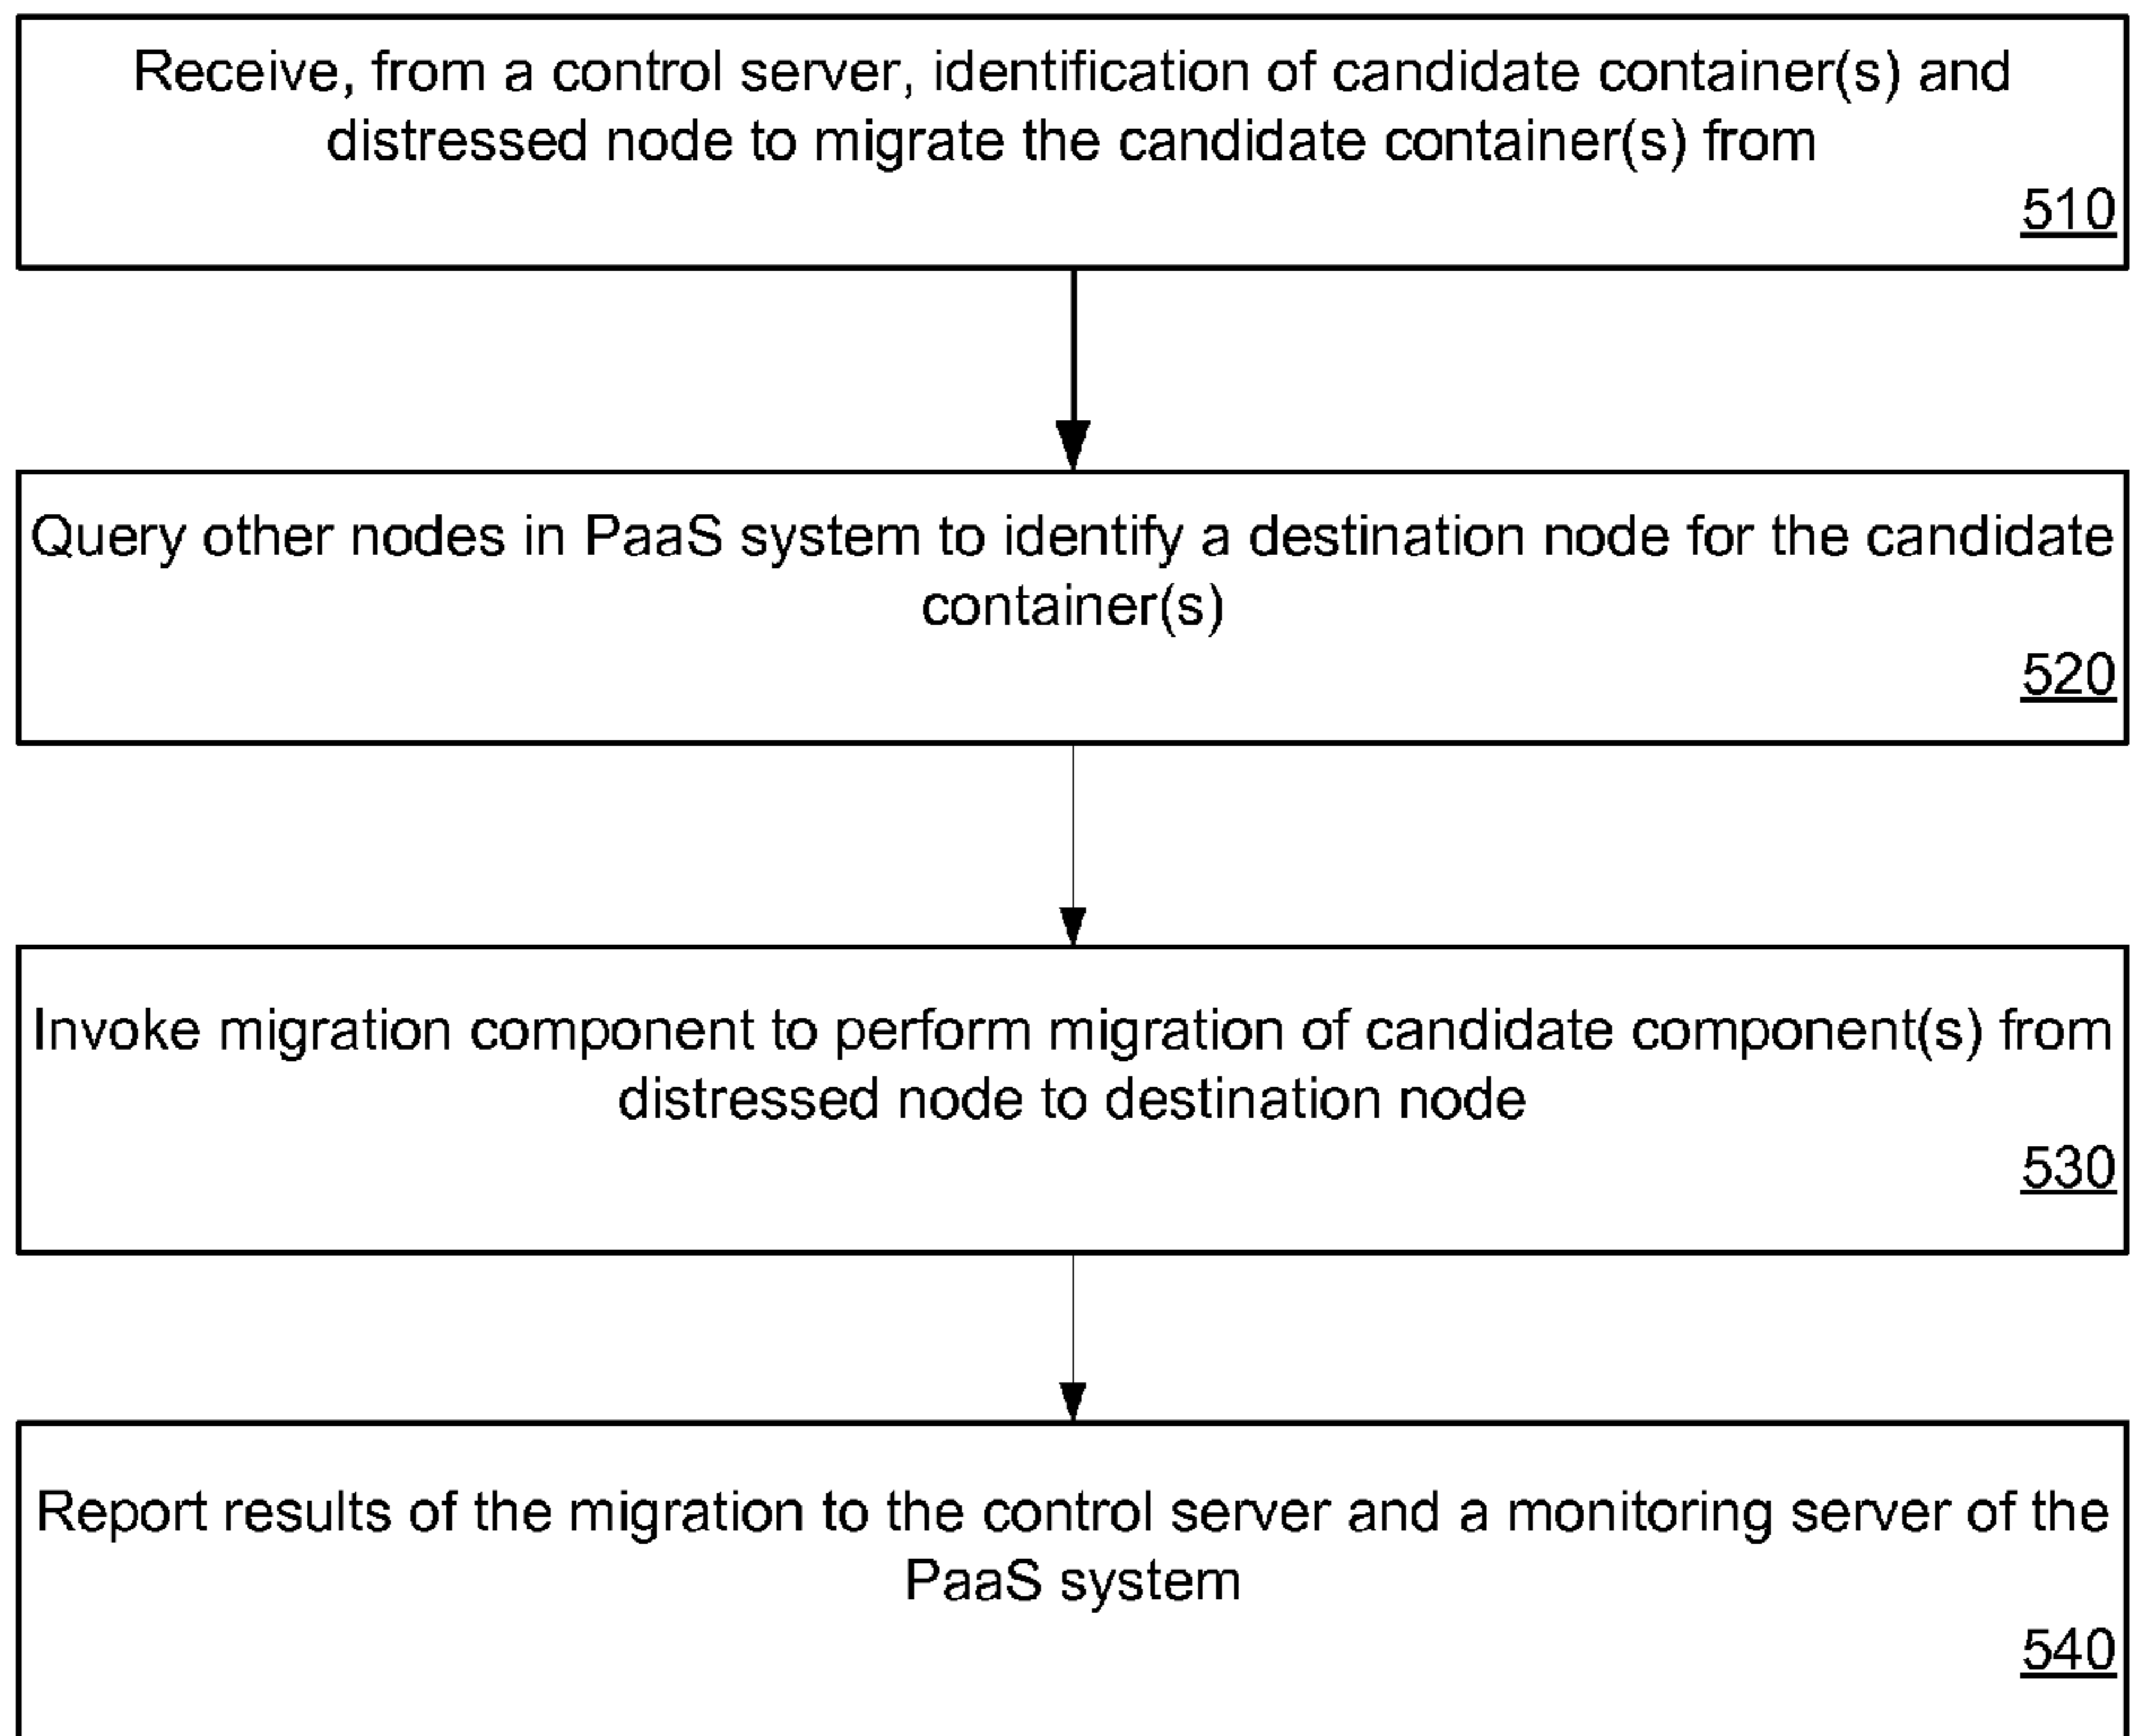 Receive, from a control server, identification of candidate container(s) and
distressed node to migrate the candidate container(s) from
510
Query other nodes in PaaS system to identify a destination node for the candidate
container(s)
520
Invoke migration component to perform migration of candidate component(s) from
distressed node to destination node
530
Report results of the migration to the control server and a monitoring server of the
PaaS system
540